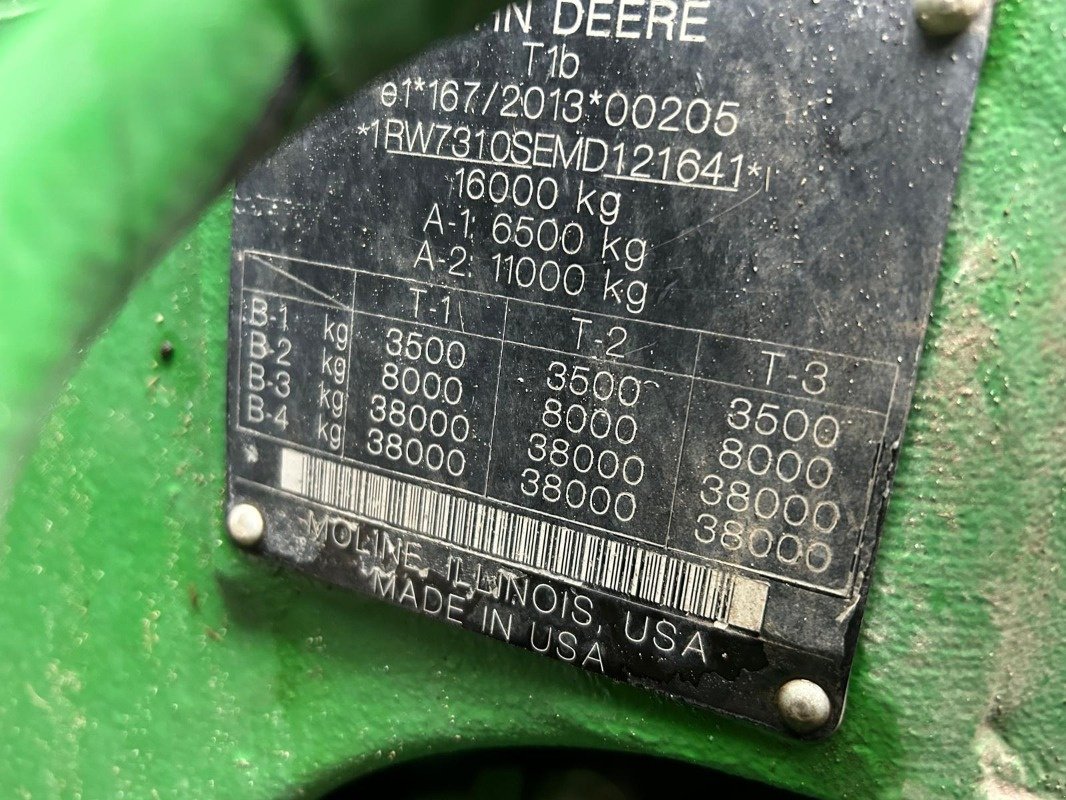 IN DEERE
T1b
e1*167/2013*00205
*1RW7310SEMD121641*
16000 kg
A-1: 6500 kg
A-2: 11000 kg
T-1 T-2 T-3
B-1 kg 3500 3500 3500
B-2 kg 8000 8000 8000
B-3 kg 38000 38000 38000
B-4 kg 38000 38000 38000
MOLINE, ILLINOIS, USA
MADE IN USA